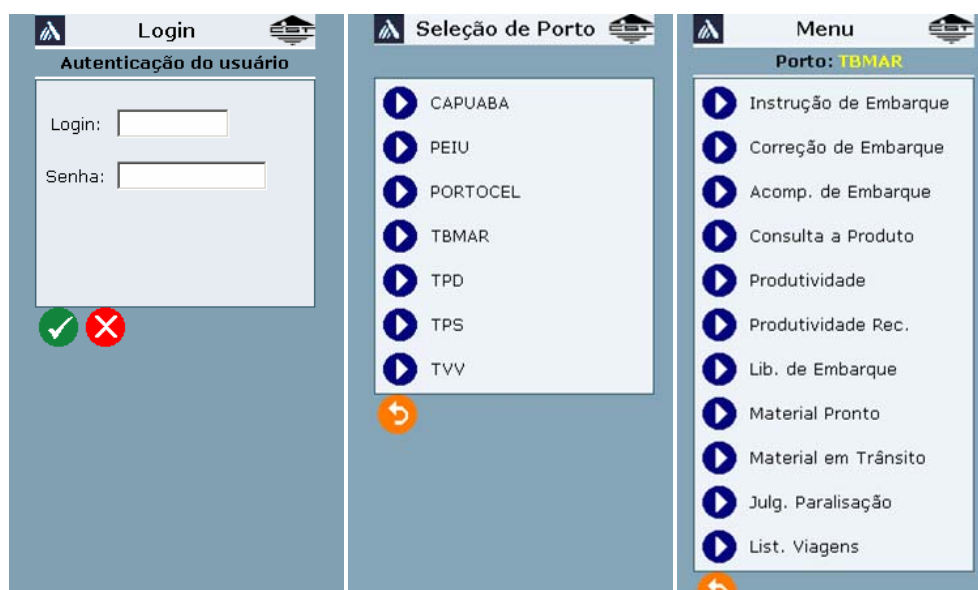 Login
Autenticação do usuário
Login:
Senha:
Seleção de Porto
CAPUABA
PEIU
PORTOCEL
TBMAR
TPD
TPS
TVV
Menu
Porto: TBMAR
Instrução de Embarque
Correção de Embarque
Acomp. de Embarque
Consulta a Produto
Produtividade
Produtividade Rec.
Lib. de Embarque
Material Pronto
Material em Trânsito
Julg. Paralisação
List. Viagens